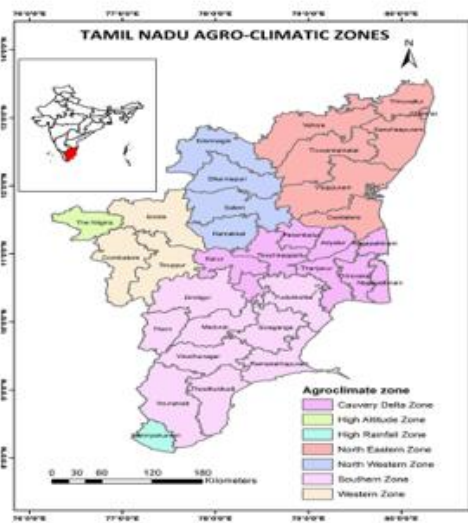 TAMIL NADU AGRO-CLIMATIC ZONES
N
Thiruvallur
Chennai
Vellore
Kancheepuram
Tiruvannamalai
Krishnagiri
Dharmapuri
Villupuram
Salem
Cuddalore
The Nilgiris
Erode
Namakkal
Perambalur
Ariyalur
Coimbatore
Tiruppur
Karur
Tiruchirappalli
Thanjavur
Nagapattinam
Dindigul
Pudukkottai
Theni
Madurai
Sivaganga
Virudhunagar
Ramanathapuram
Thoothukudi
Tirunelveli
Kanniyakumari
Agroclimate zone
Cauvery Delta Zone
High Altitude Zone
High Rainfall Zone
North Eastern Zone
North Western Zone
Southern Zone
Western Zone
0 30 60 120 180
Kilometers